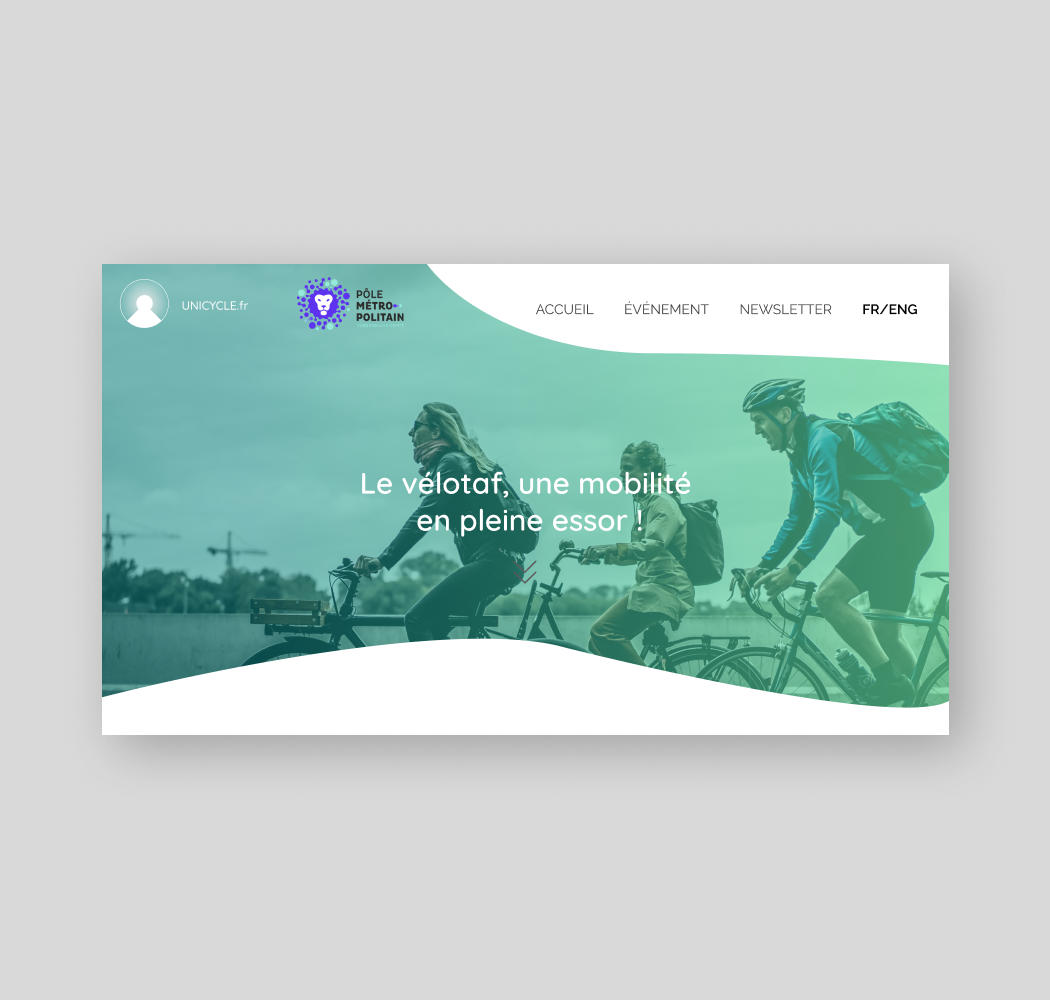 UNICYCLE.fr
PÔLE
MÉTRO
POLITAIN
ACCUEIL
ÉVÉNEMENT
NEWSLETTER
FR/ENG
Le vélotaf, une mobilité
en pleine essor !